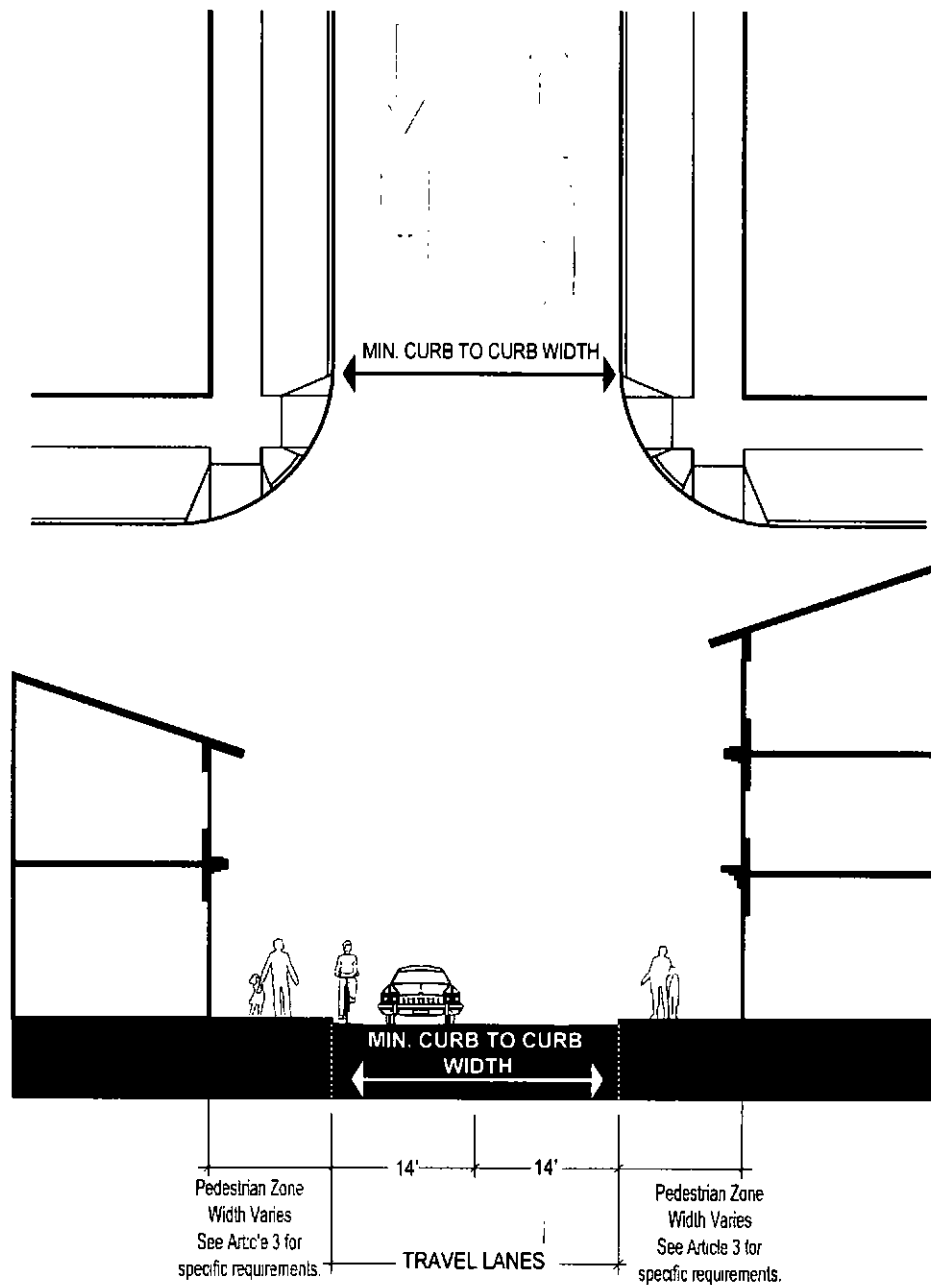 MIN. CURB TO CURB WIDTH
MIN. CURB TO CURB
WIDTH
14' 14'
Pedestrian Zone
Width Varies
See Article 3 for
specific requirements.
TRAVEL LANES
Pedestrian Zone
Width Varies
See Article 3 for
specific requirements.